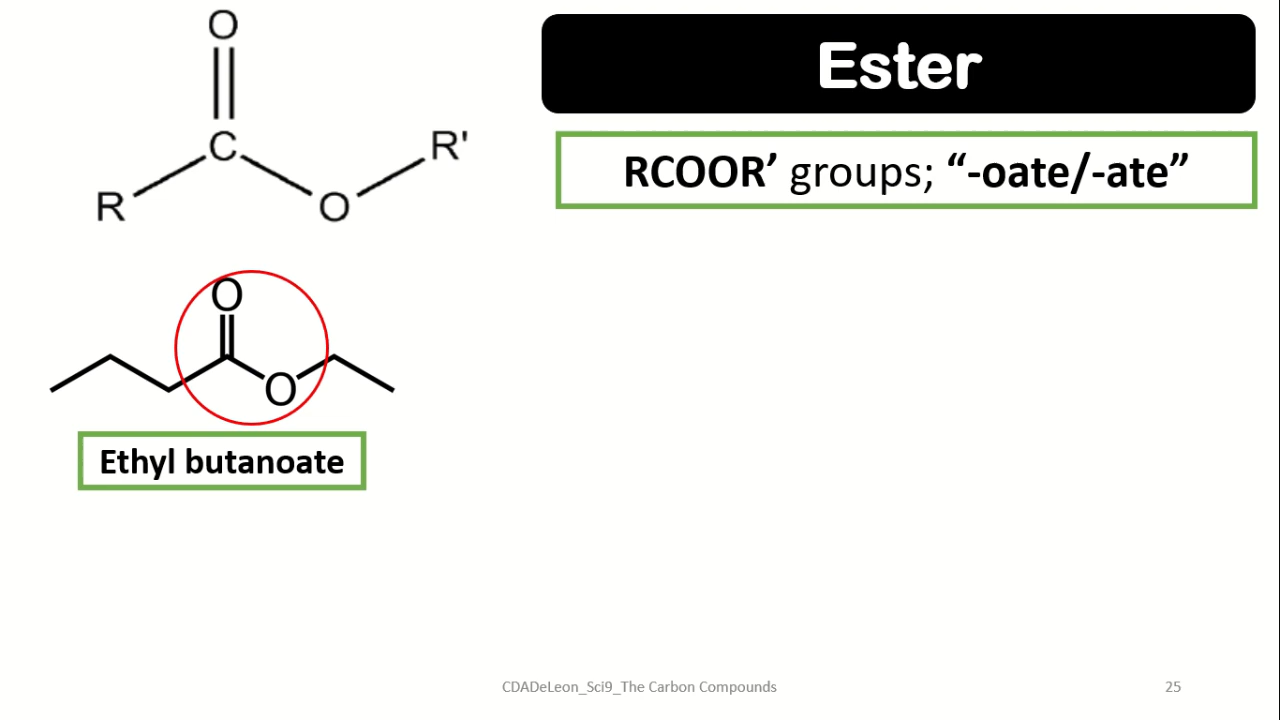 O
C
R'
R
O
Ester
RCOOR’ groups; “-oate/-ate”
O
O
Ethyl butanoate
CDADeLeon_Sci9_The Carbon Compounds
25